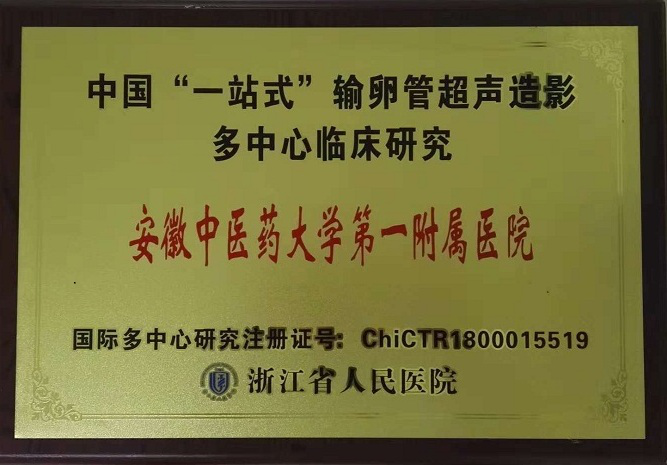 中国“一站式”输卵管超声造影
多中心临床研究
安徽中医药大学第一附属医院
国际多中心研究注册证号：ChiCTR1800015519
浙江省人民医院